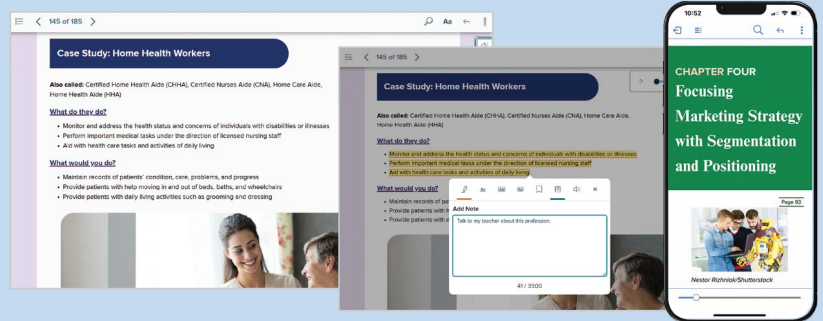 145 of 185
Aa
Case Study: Home Health Workers
Also called: Certified Home Health Aide (CHHA), Certified Nurses Aide (CNA), Home Care Aide,
Home Health Aide (HHA)
What do they do?
• Monitor and address the health status and concerns of individuals with disabilities or illnesses
• Perform important medical tasks under the direction of licensed nursing staff
• Aid with health care tasks and activities of daily living
What would you do?
• Maintain records of patients' condition, care, problems, and progress
• Provide patients with help moving in and out of beds, baths, and wheelchairs
• Provide patients with daily living activities such as grooming and dressing
145 of 185
Case Study: Home Health Workers
Also called: Certified Home Health Aide (CHHA), Certified Nurses Aide (CNA), Home Care Aide,
Home Health Aide (HHA)
What do they do?
• Monitor and address the health status and concerns of individuals with disabilities or illnesses
• Perform important medical tasks under the direction of licensed nursing staff
• Aid with health care tasks and activities of daily living
What would you do?
• Maintain records of pa
• Provide patients with h
• Provide patients with d
Add Note
Talk to my teacher about this profession.
41 / 3500
10:52
CHAPTER FOUR
Focusing
Marketing Strategy
with Segmentation
and Positioning
Page 93
Nestor Rizhniok/Shutterstock